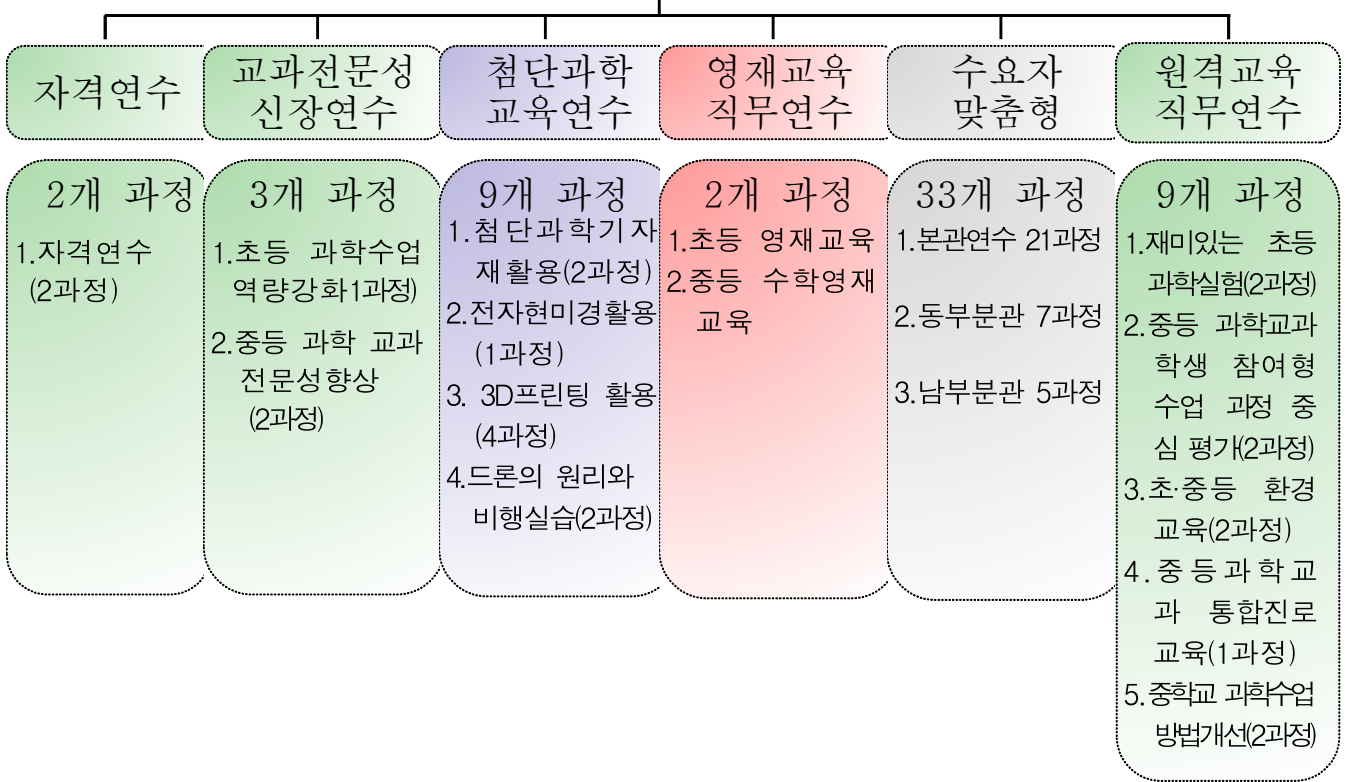 자격연수
2개 과정
1.자격연수
(2과정)
교과전문성
신장연수
3개 과정
1.초등 과학수업
역량강화1과정)
2.중등 과학 교과
전문성향상
(2과정)
첨단과학
교육연수
9개 과정
1.첨단과학기자
재활용(2과정)
2.전자현미경활용
(1과정)
3. 3D프린팅 활용
(4과정)
4.드론의 원리와
비행실습(2과정)
영재교육
직무연수
2개 과정
1.초등 영재교육
2.중등 수학영재
교육
수요자
맞춤형
33개 과정
1.본관연수 21과정
2.동부분관 7과정
3.남부분관 5과정
원격교육
직무연수
9개 과정
1.재미있는 초등
과학실험(2과정)
2.중등 과학교과
학생 참여형
수업 과정 중
심 평가(2과정)
3.초·중등 환경
교육(2과정)
4.중등과학교
과 통합진로
교육(1과정)
5.중학교 과학수업
방법개선(2과정)